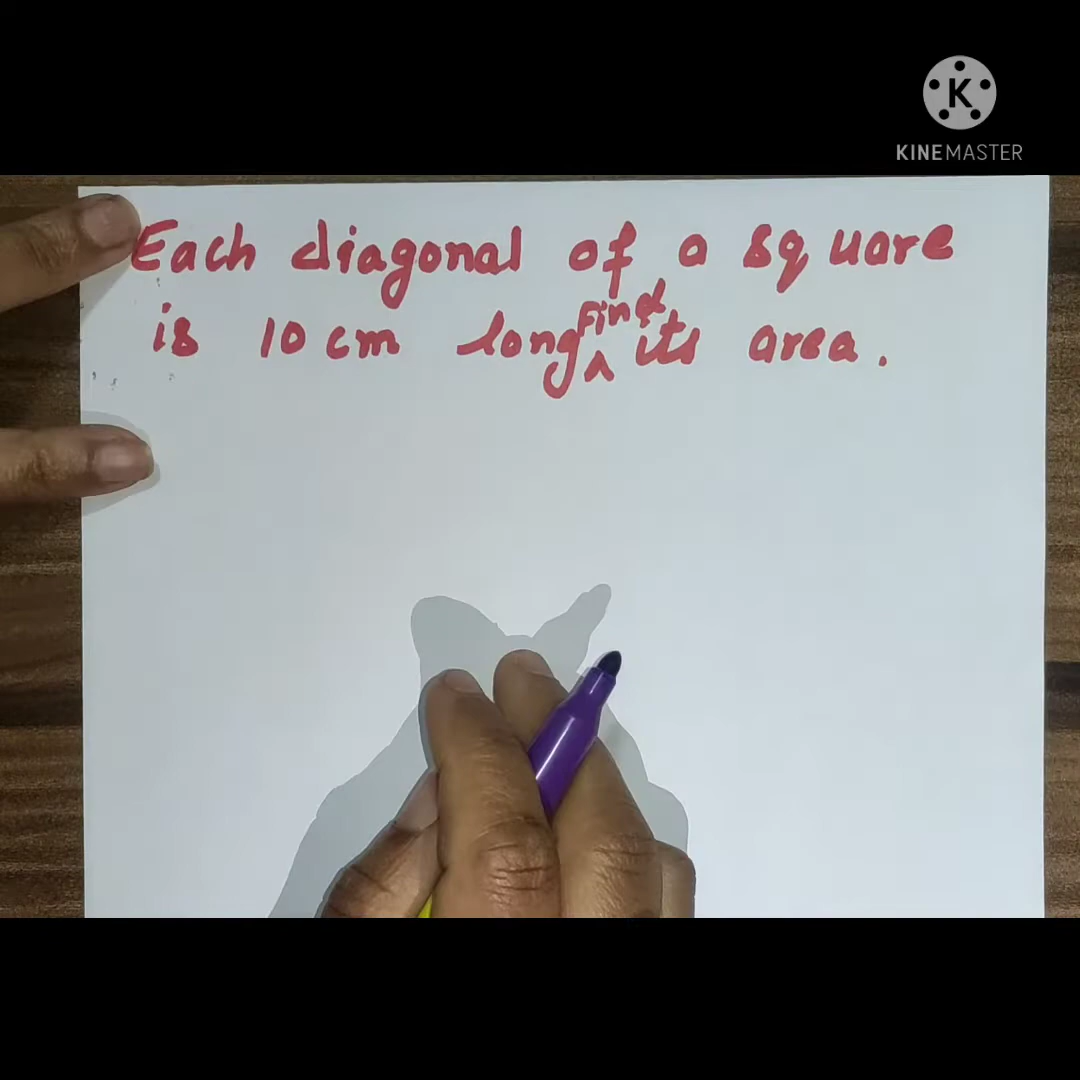 K
KINEMASTER
Each diagonal of a square
is 10 cm long Find its area.